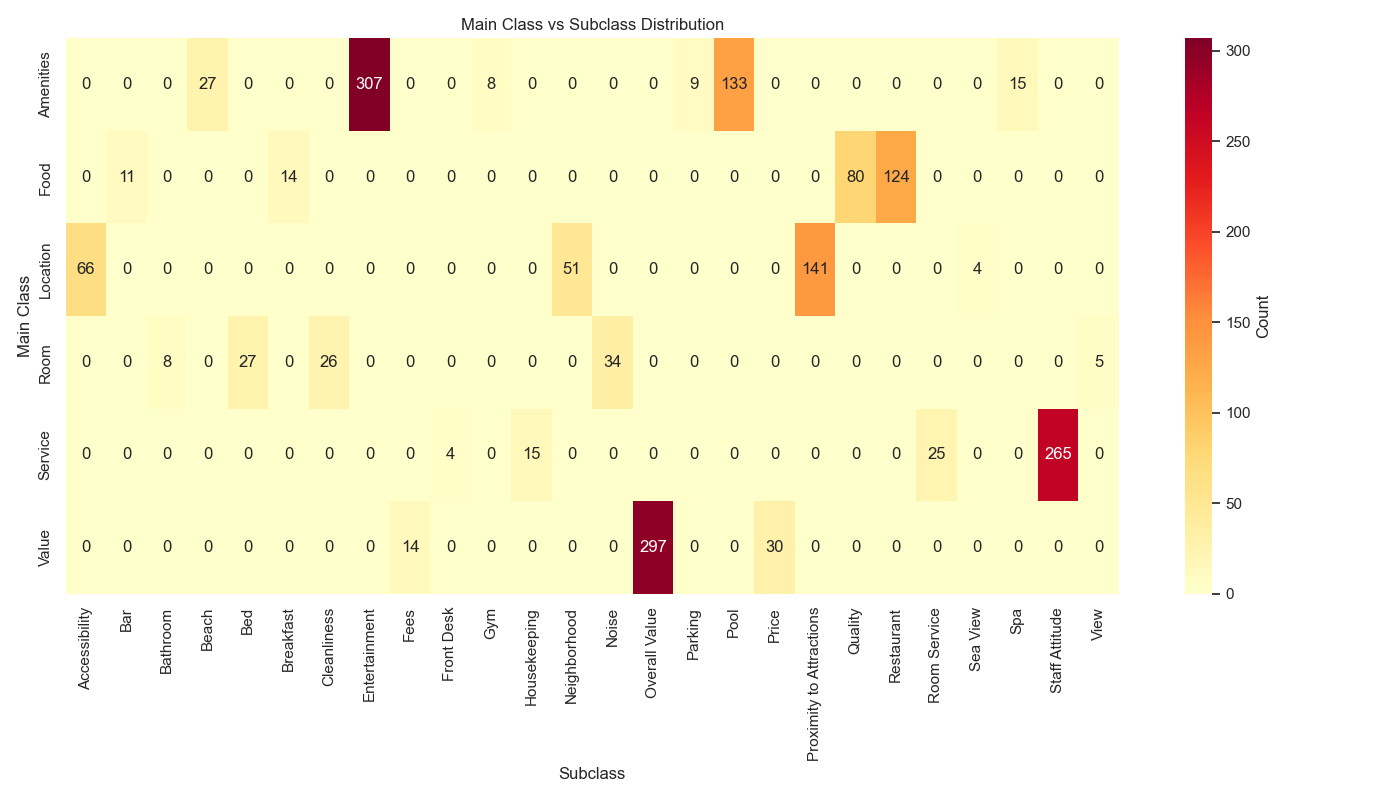 Main Class vs Subclass Distribution
Main Class
Amenities 0 0 0 27 0 0 0 307 0 0 8 0 0 0 0 9 133 0 0 0 0 0 0 15 0 0
Food 0 11 0 0 0 14 0 0 0 0 0 0 0 0 0 0 0 0 0 80 124 0 0 0 0 0
Location 66 0 0 0 0 0 0 0 0 0 0 0 51 0 0 0 0 0 141 0 0 0 4 0 0 0
Room 0 0 8 0 27 0 26 0 0 0 0 0 0 34 0 0 0 0 0 0 0 0 0 0 0 5
Service 0 0 0 0 0 0 0 0 0 4 0 15 0 0 0 0 0 0 0 0 0 25 0 0 265 0
Value 0 0 0 0 0 0 0 0 14 0 0 0 0 0 297 0 0 30 0 0 0 0 0 0 0 0
Accessibility
Bar
Bathroom
Beach
Bed
Breakfast
Cleanliness
Entertainment
Fees
Front Desk
Gym
Housekeeping
Neighborhood
Noise
Overall Value
Parking
Pool
Price
Proximity to Attractions
Quality
Restaurant
Room Service
Sea View
Spa
Staff Attitude
View
Subclass
300
250
200
150
100
50
0
Count